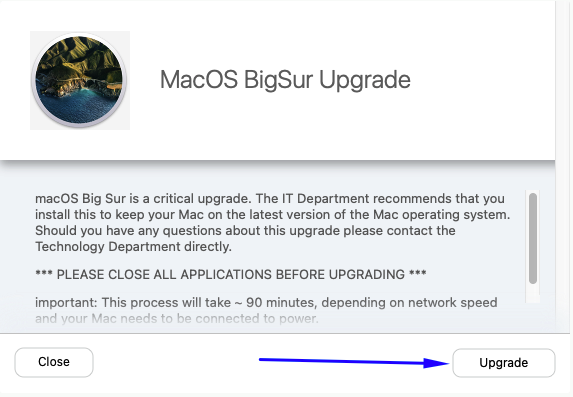 MacOS BigSur Upgrade
macOS Big Sur is a critical upgrade. The IT Department recommends that you
install this to keep your Mac on the latest version of the Mac operating system.
Should you have any questions about this upgrade please contact the
Technology Department directly.
*** PLEASE CLOSE ALL APPLICATIONS BEFORE UPGRADING ***
important: This process will take ~ 90 minutes, depending on network speed
and your Mac needs to be connected to power.
Close
Upgrade